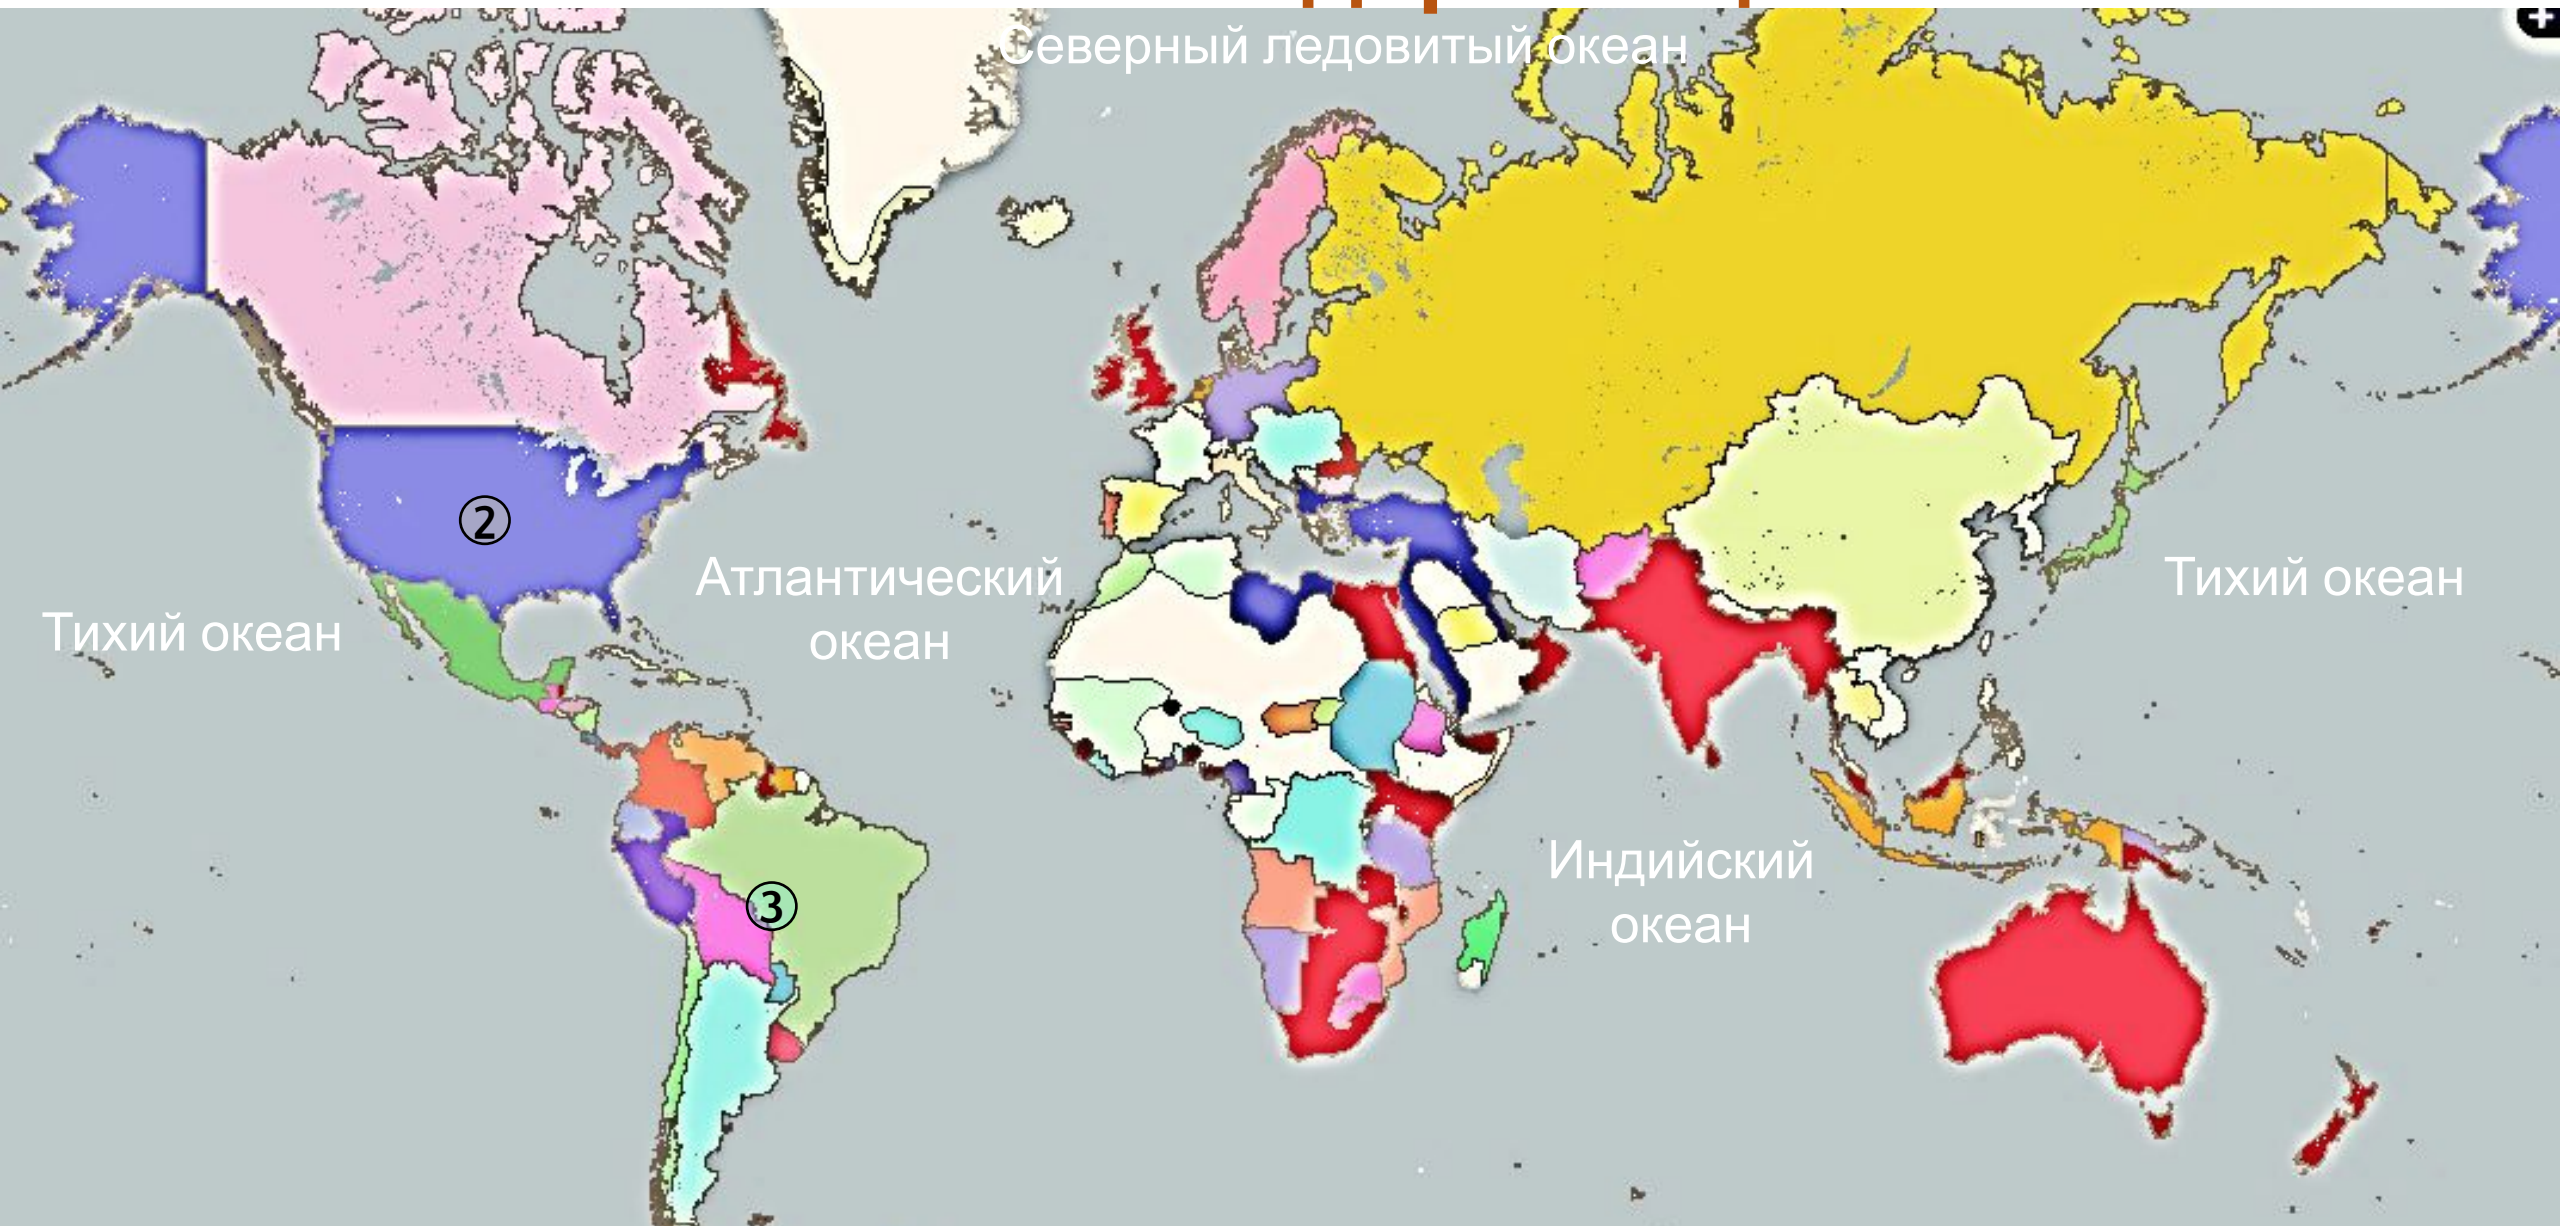 Северный ледовитый океан
②
Атлантический
океан
Тихий океан
Тихий океан
Индийский
океан
③